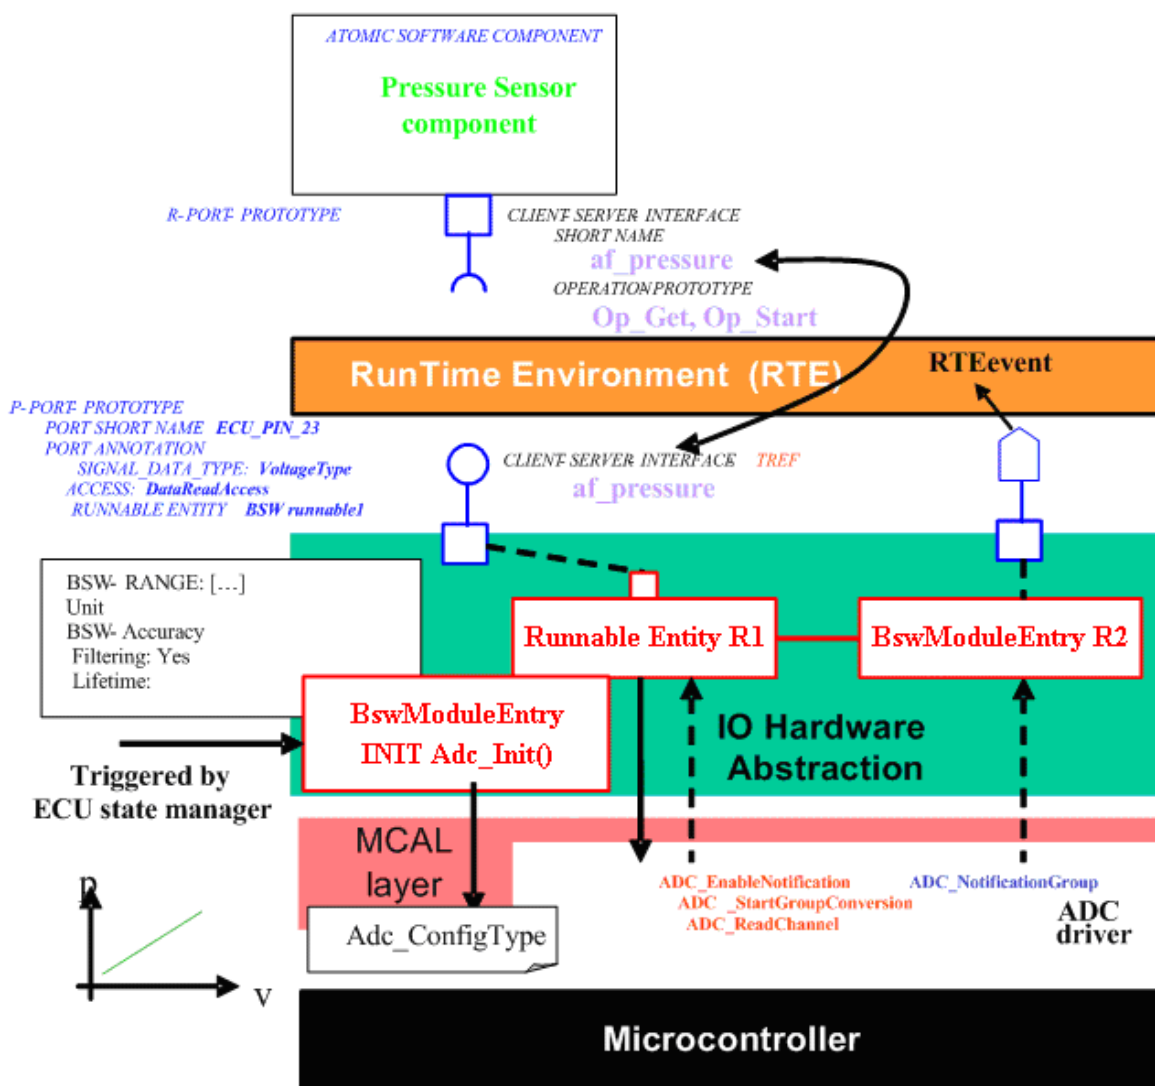 ATOMIC SOFTWARE COMPONENT
Pressure Sensor
component
R-PORT- PROTOTYPE
CLIENT-SERVER-INTERFACE
SHORT NAME
af_pressure
OPERATION-PROTOTYPE
Op_Get, Op_Start
RunTime Environment (RTE)
RTEevent
P-PORT- PROTOTYPE
PORT SHORT NAME ECU_PIN_23
PORT ANNOTATION
SIGNAL_DATA_TYPE: VoltageType
ACCESS: DataReadAccess
RUNNABLE ENTITY BSW runnable1
CLIENT-SERVER-INTERFACE TREF
af_pressure
BSW- RANGE: […]
Unit
BSW- Accuracy
Filtering: Yes
Lifetime:
Runnable Entity R1
BswModuleEntry R2
BswModuleEntry
INIT Adc_Init()
IO Hardware
Abstraction
Triggered by
ECU state manager
MCAL
layer
Adc_ConfigType
ADC_EnableNotification
ADC _StartGroupConversion
ADC_ReadChannel
ADC_NotificationGroup
ADC
driver
p
v
Microcontroller